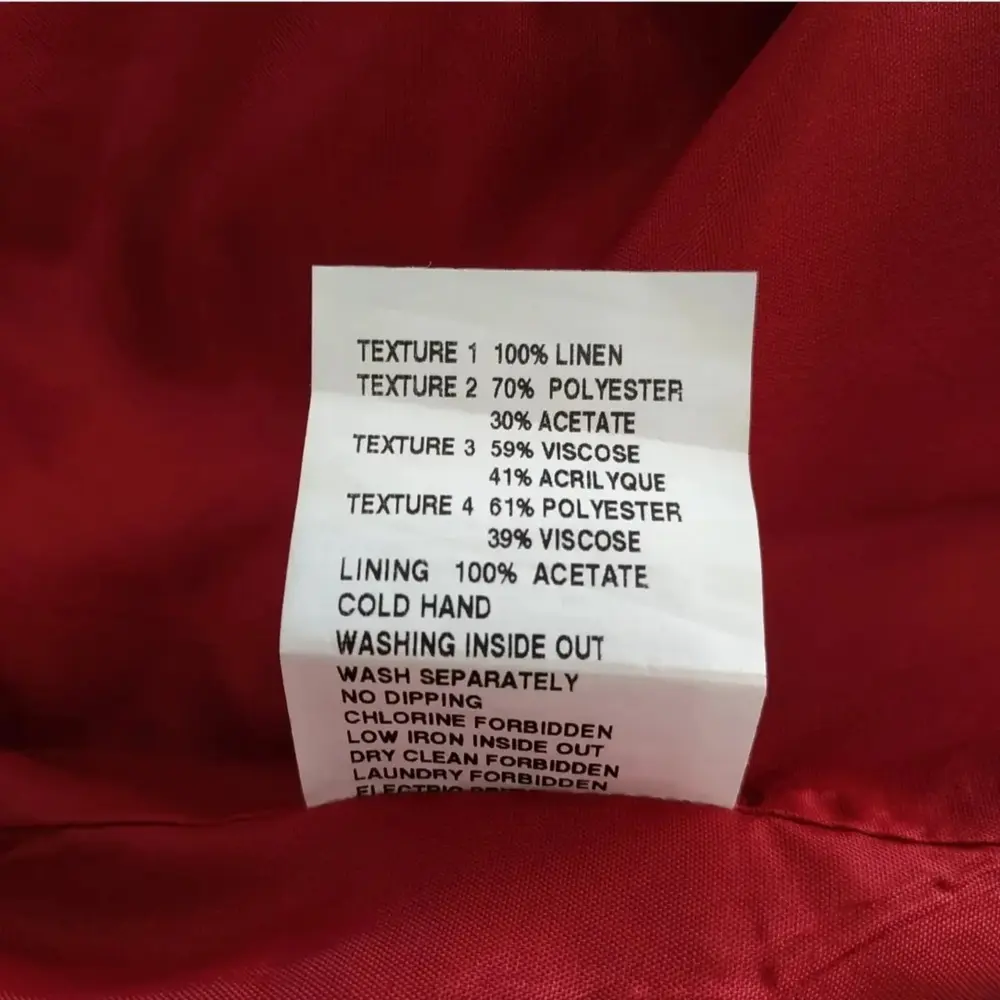 TEXTURE 1 100% LINEN
TEXTURE 2 70% POLYESTER
30% ACETATE
TEXTURE 3 59% VISCOSE
41% ACRILYQUE
TEXTURE 4 61% POLYESTER
39% VISCOSE
LINING 100% ACETATE
COLD HAND
WASHING INSIDE OUT
WASH SEPARATELY
NO DIPPING
CHLORINE FORBIDDEN
LOW IRON INSIDE OUT
DRY CLEAN FORBIDDEN
LAUNDRY FORBIDDEN
ELECTRIC